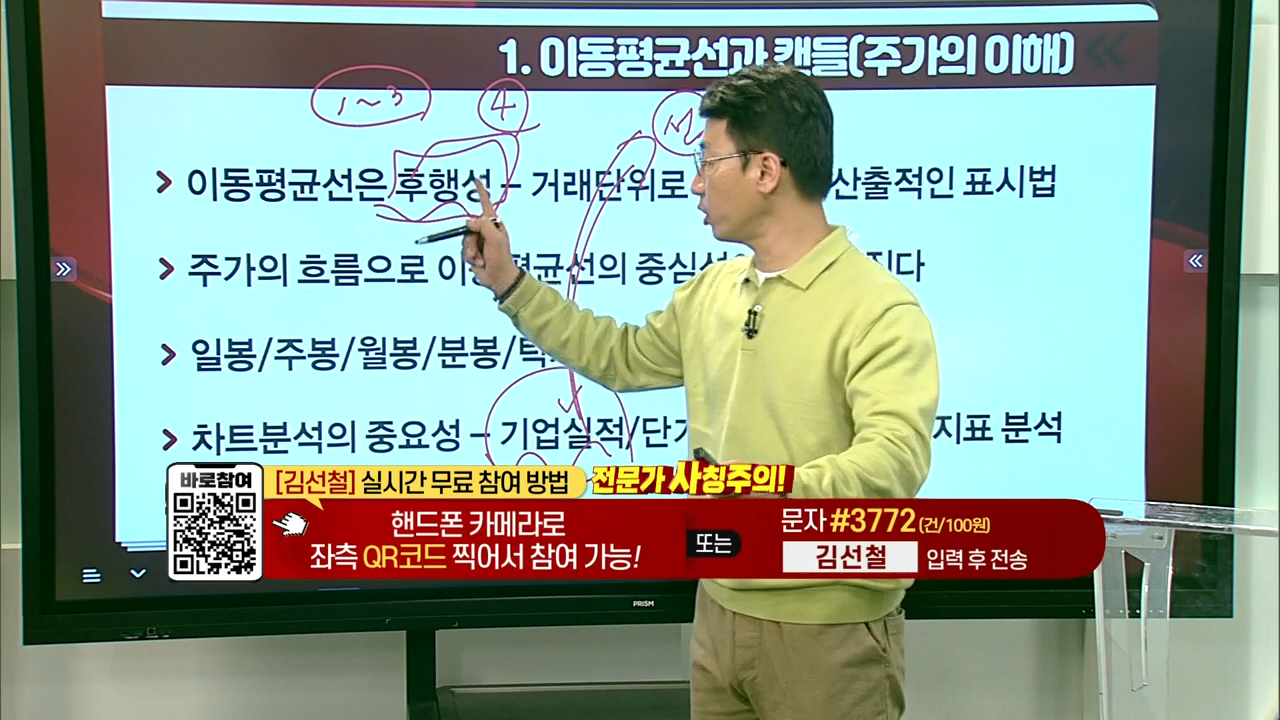 1. 이동평균선과 캔들(주가의 이해)
1~3
4
선
이동평균선은 후행성 – 거래단위로 산출적인 표시법
주가의 흐름으로 이동평균선의 중심선
일봉/주봉/월봉/분봉/틱
차트분석의 중요성 – 기업실적/단기 지표 분석
바로참여
[김선철] 실시간 무료 참여 방법
전문가 사칭주의!
핸드폰 카메라로
좌측 QR코드 찍어서 참여 가능!
또는
문자 #3772 (건/100원)
김선철 입력 후 전송
PRISM